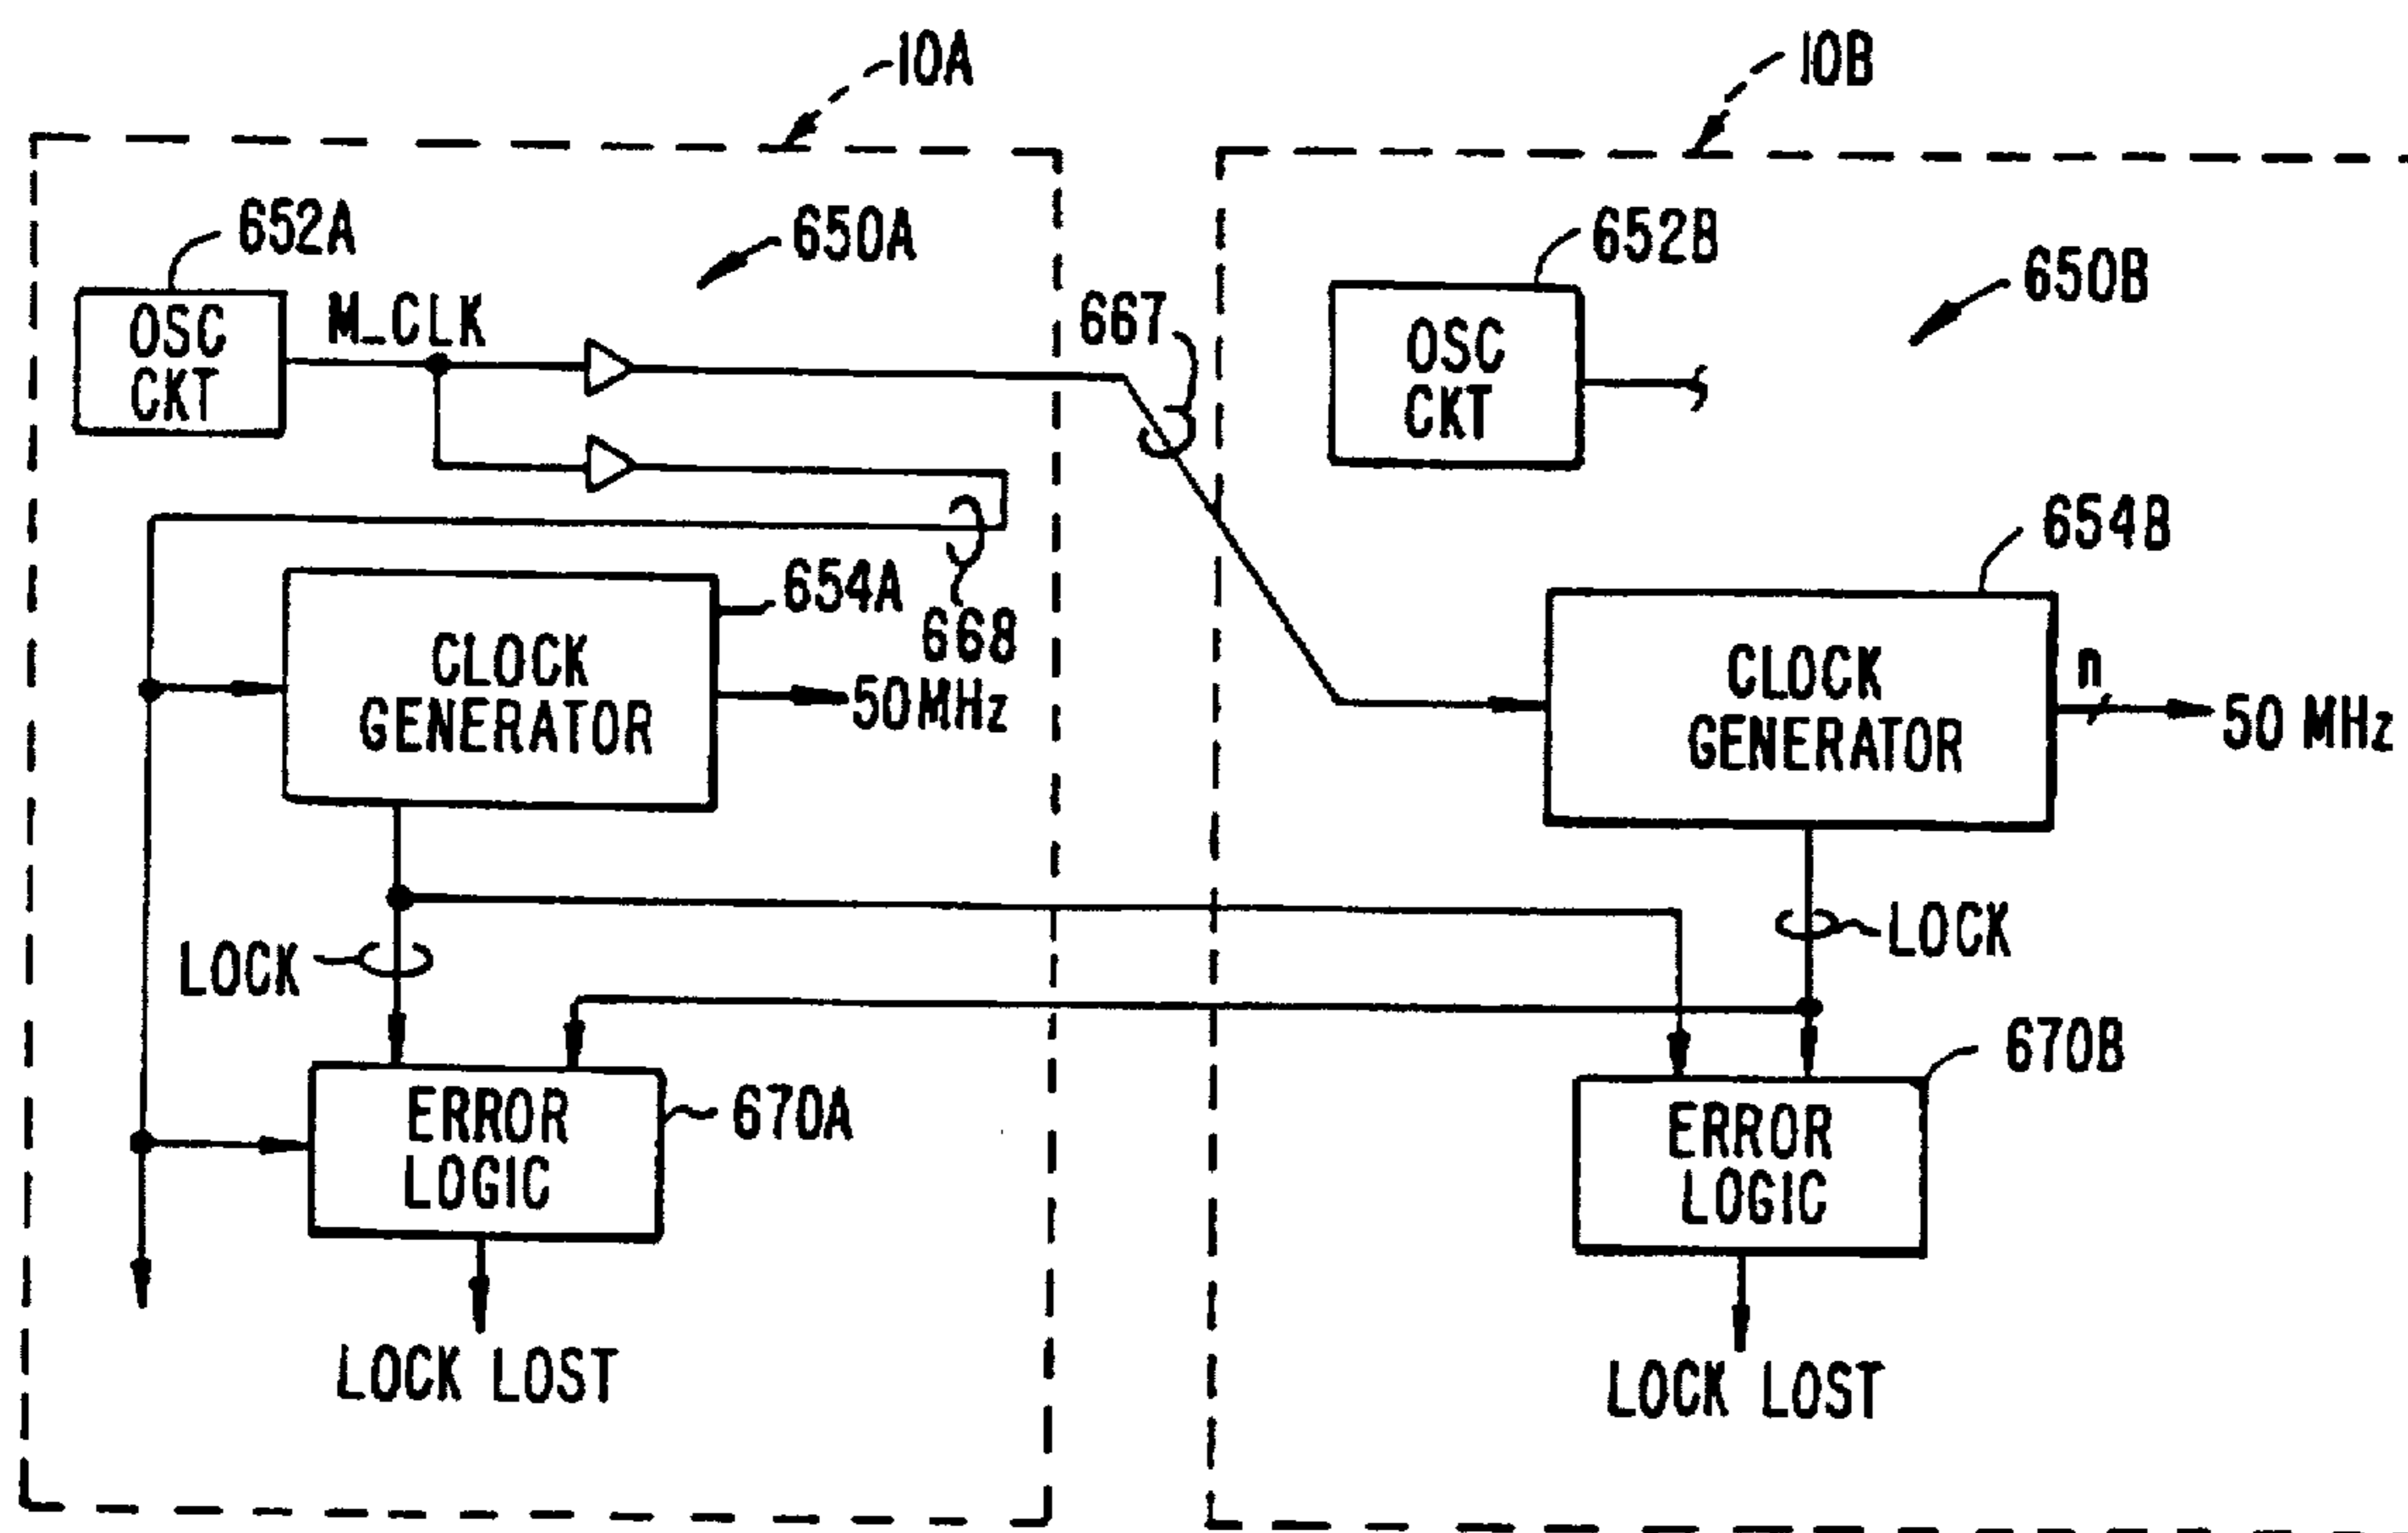 10A
10B
652A
650A
652B
650B
OSC
CKT
M_CLK
667
OSC
CKT
654A
668
654B
CLOCK
GENERATOR
50MHz
CLOCK
GENERATOR
n
50 MHz
LOCK
LOCK
670A
670B
ERROR
LOGIC
ERROR
LOGIC
LOCK LOST
LOCK LOST